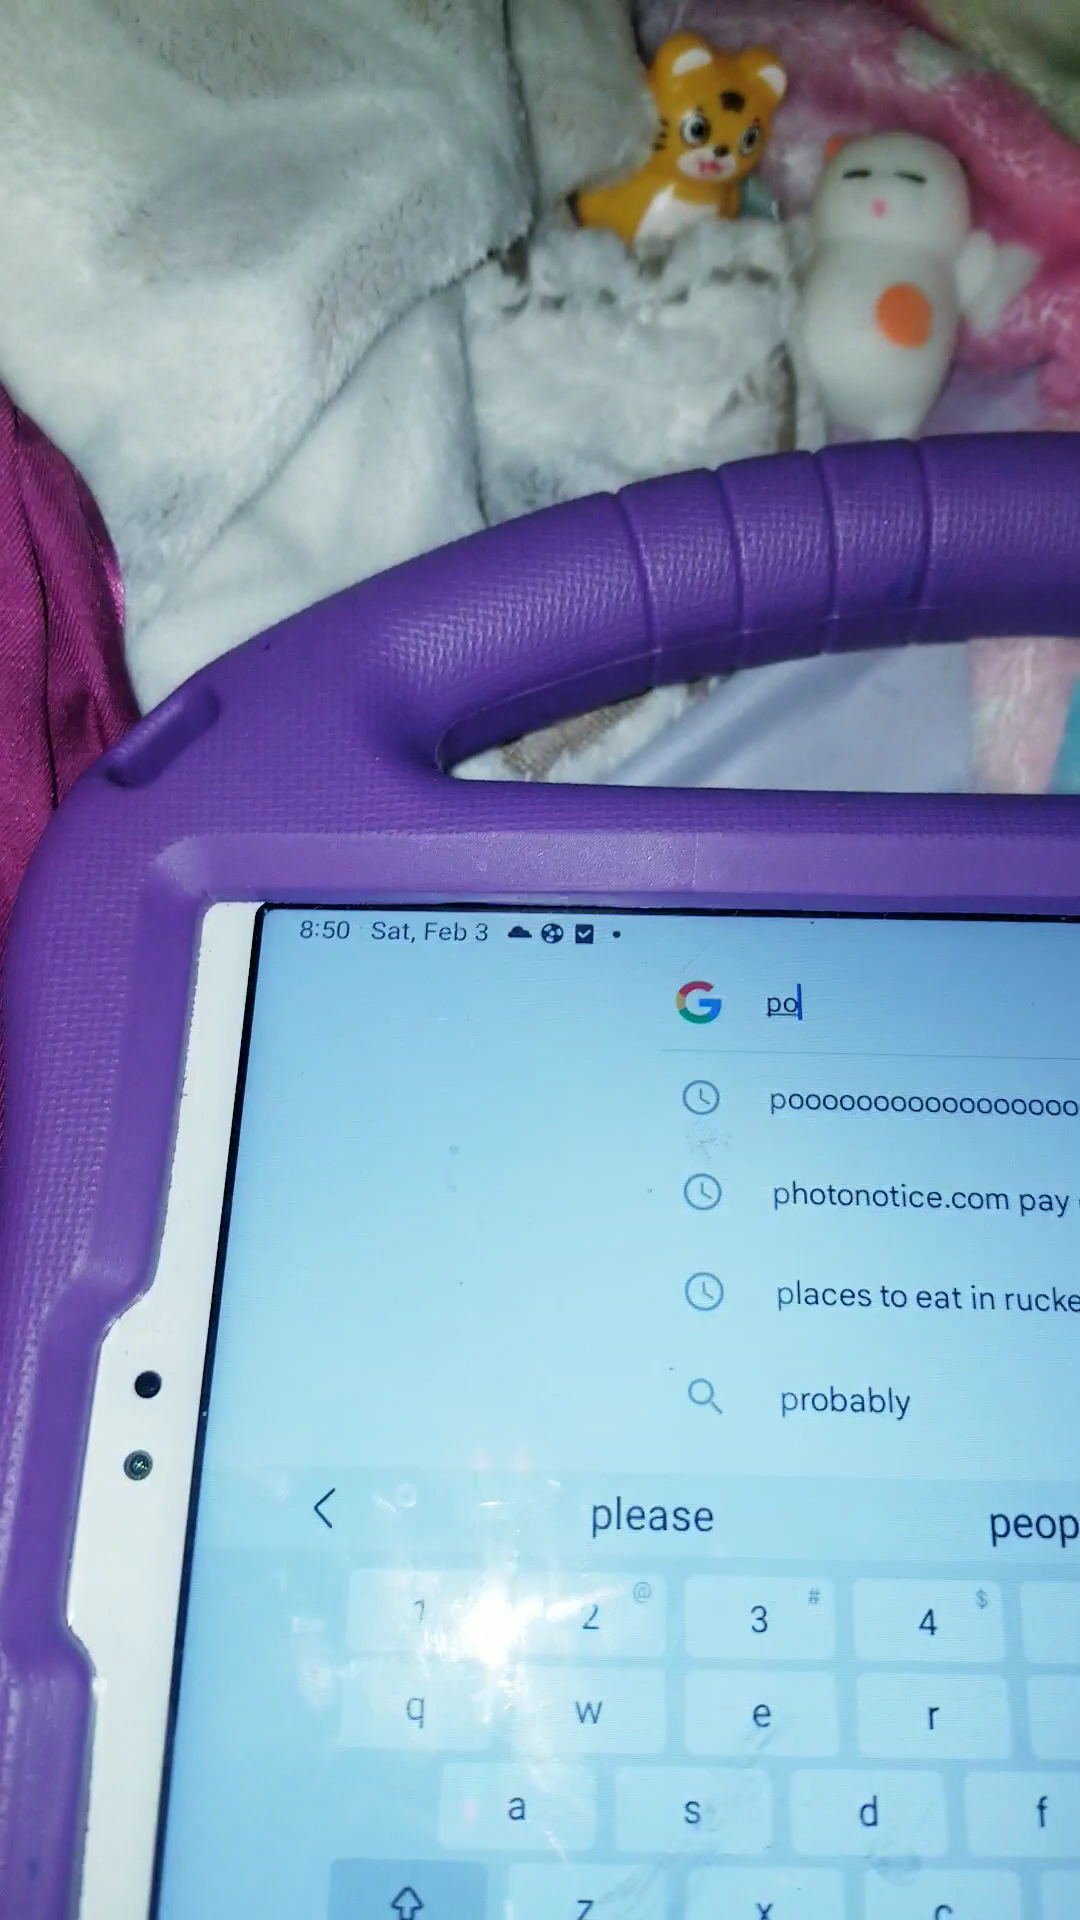 8:50 Sat, Feb 3
G po
pooooooooooooooooo
photonotice.com pay
places to eat in rucke
probably
please peop
1 2 @ 3 # 4 $
q w e r
a s d f
z x c